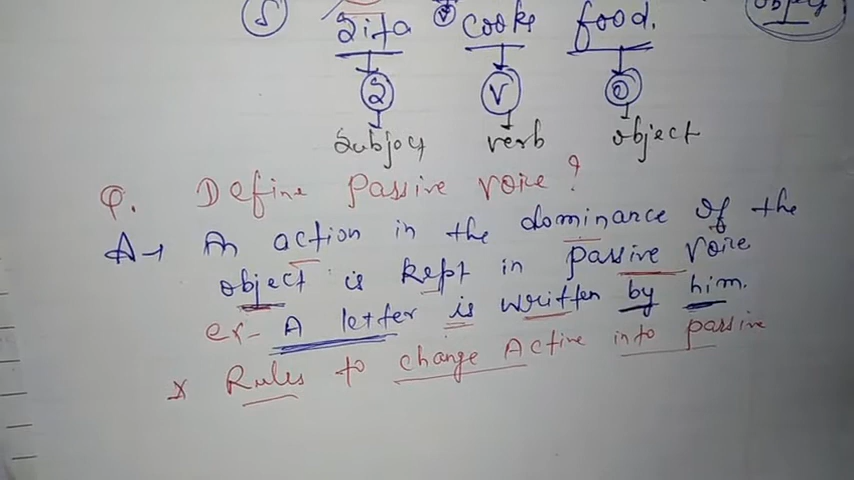 S Sita V Cooks food. Object
S V O
Subject verb object
Q. Define Passive voice?
A→ An action in the dominance of the
object is kept in passive voice
ex- A letter is written by him.
* Rules to change Active into passive